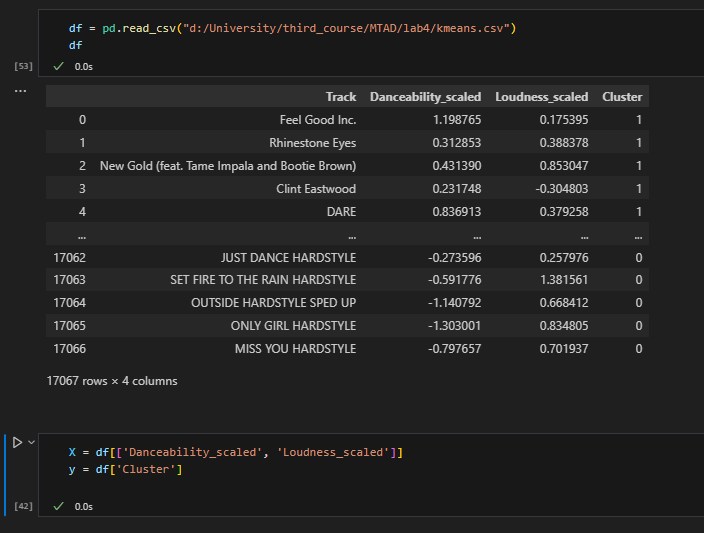 df = pd.read_csv("d:/University/third_course/MTAD/lab4/kmeans.csv")
df
[53] ✓ 0.0s
...
Track Danceability_scaled Loudness_scaled Cluster
0 Feel Good Inc. 1.198765 0.175395 1
1 Rhinestone Eyes 0.312853 0.388378 1
2 New Gold (feat. Tame Impala and Bootie Brown) 0.431390 0.853047 1
3 Clint Eastwood 0.231748 -0.304803 1
4 DARE 0.836913 0.379258 1
... ... ... ... ...
17062 JUST DANCE HARDSTYLE -0.273596 0.257976 0
17063 SET FIRE TO THE RAIN HARDSTYLE -0.591776 1.381561 0
17064 OUTSIDE HARDSTYLE SPED UP -1.140792 0.668412 0
17065 ONLY GIRL HARDSTYLE -1.303001 0.834805 0
17066 MISS YOU HARDSTYLE -0.797657 0.701937 0
17067 rows × 4 columns
X = df[['Danceability_scaled', 'Loudness_scaled']]
y = df['Cluster']
[42] ✓ 0.0s